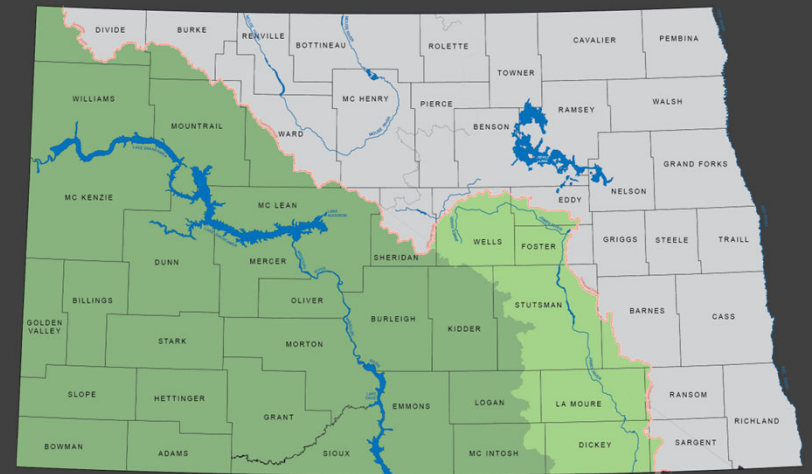 DIVIDE
BURKE
RENVILLE
BOTTINEAU
ROLETTE
CAVALIER
PEMBINA
TOWNER
WILLIAMS
MC HENRY
PIERCE
RAMSEY
WALSH
MOUNTRAIL
WARD
BENSON
GRAND FORKS
NELSON
MC KENZIE
MC LEAN
EDDY
WELLS
FOSTER
GRIGGS
STEELE
TRAILL
DUNN
MERCER
SHERIDAN
BILLINGS
OLIVER
STUTSMAN
GOLDEN
VALLEY
BURLEIGH
KIDDER
BARNES
CASS
STARK
MORTON
SLOPE
HETTINGER
GRANT
EMMONS
LOGAN
LA MOURE
RANSOM
RICHLAND
BOWMAN
ADAMS
SIOUX
MC INTOSH
DICKEY
SARGENT